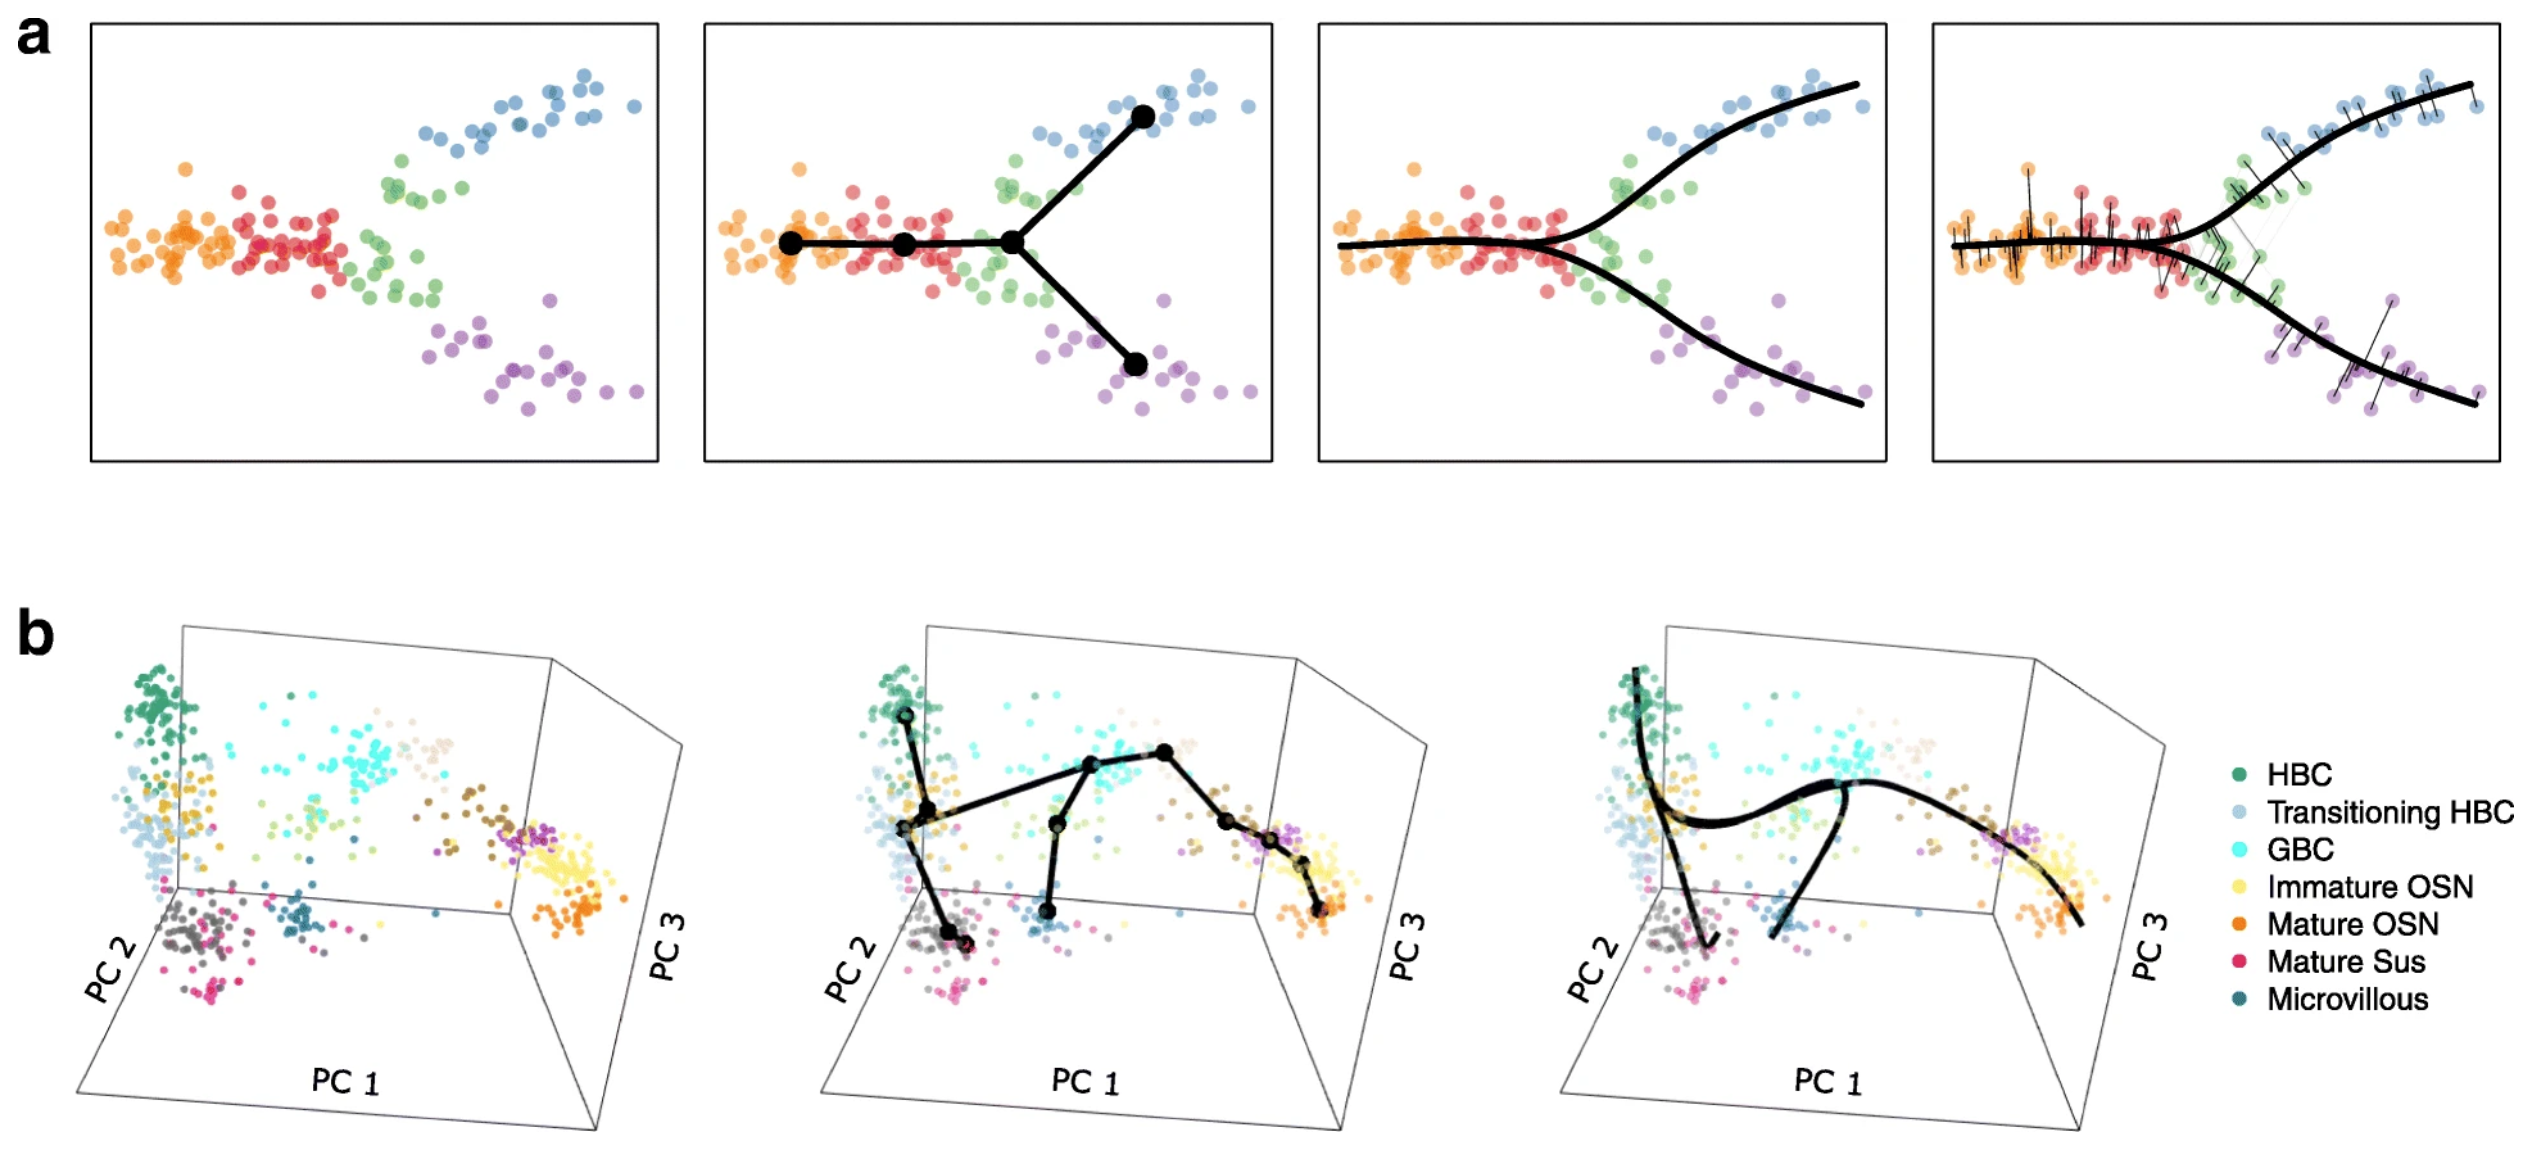 a
b
PC 2
PC 1
PC 3
PC 2
PC 1
PC 3
PC 2
PC 1
PC 3
HBC
Transitioning HBC
GBC
Immature OSN
Mature OSN
Mature Sus
Microvillous